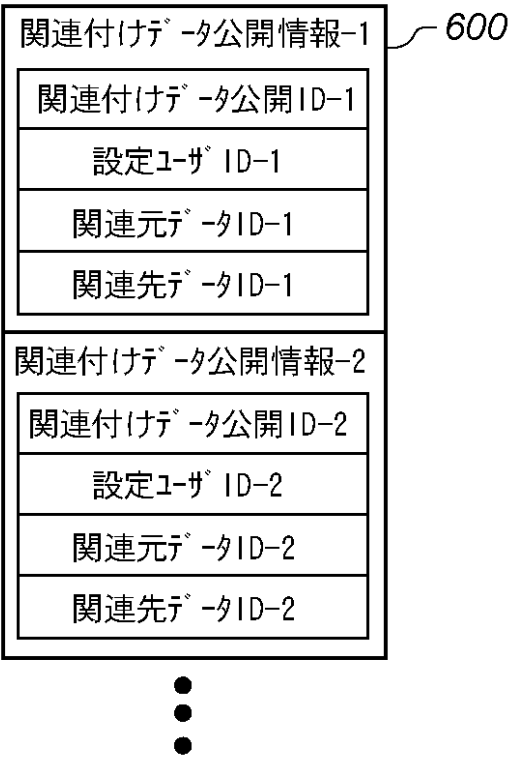 関連付けﾃﾞｰﾀ公開情報-1
600
関連付けﾃﾞｰﾀ公開ID-1
設定ﾕｰｻﾞID-1
関連元ﾃﾞｰﾀID-1
関連先ﾃﾞｰﾀID-1
関連付けﾃﾞｰﾀ公開情報-2
関連付けﾃﾞｰﾀ公開ID-2
設定ﾕｰｻﾞID-2
関連元ﾃﾞｰﾀID-2
関連先ﾃﾞｰﾀID-2